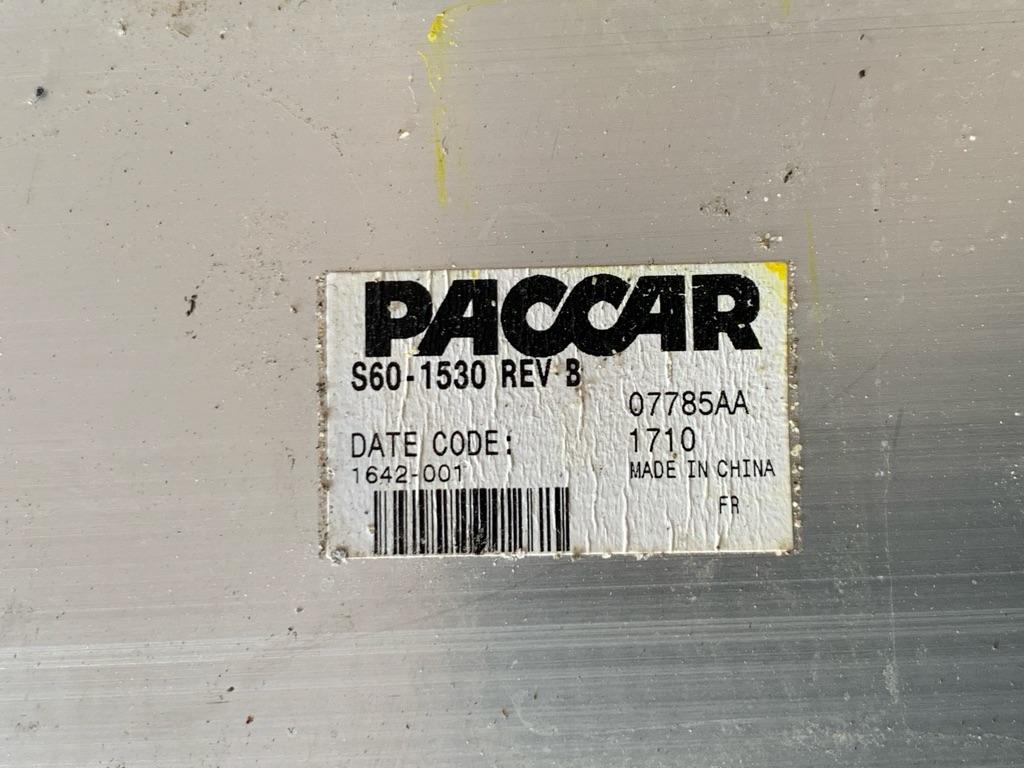 PACCAR
S60-1530 REV B
07785AA
DATE CODE: 1710
1642-001 MADE IN CHINA
FR